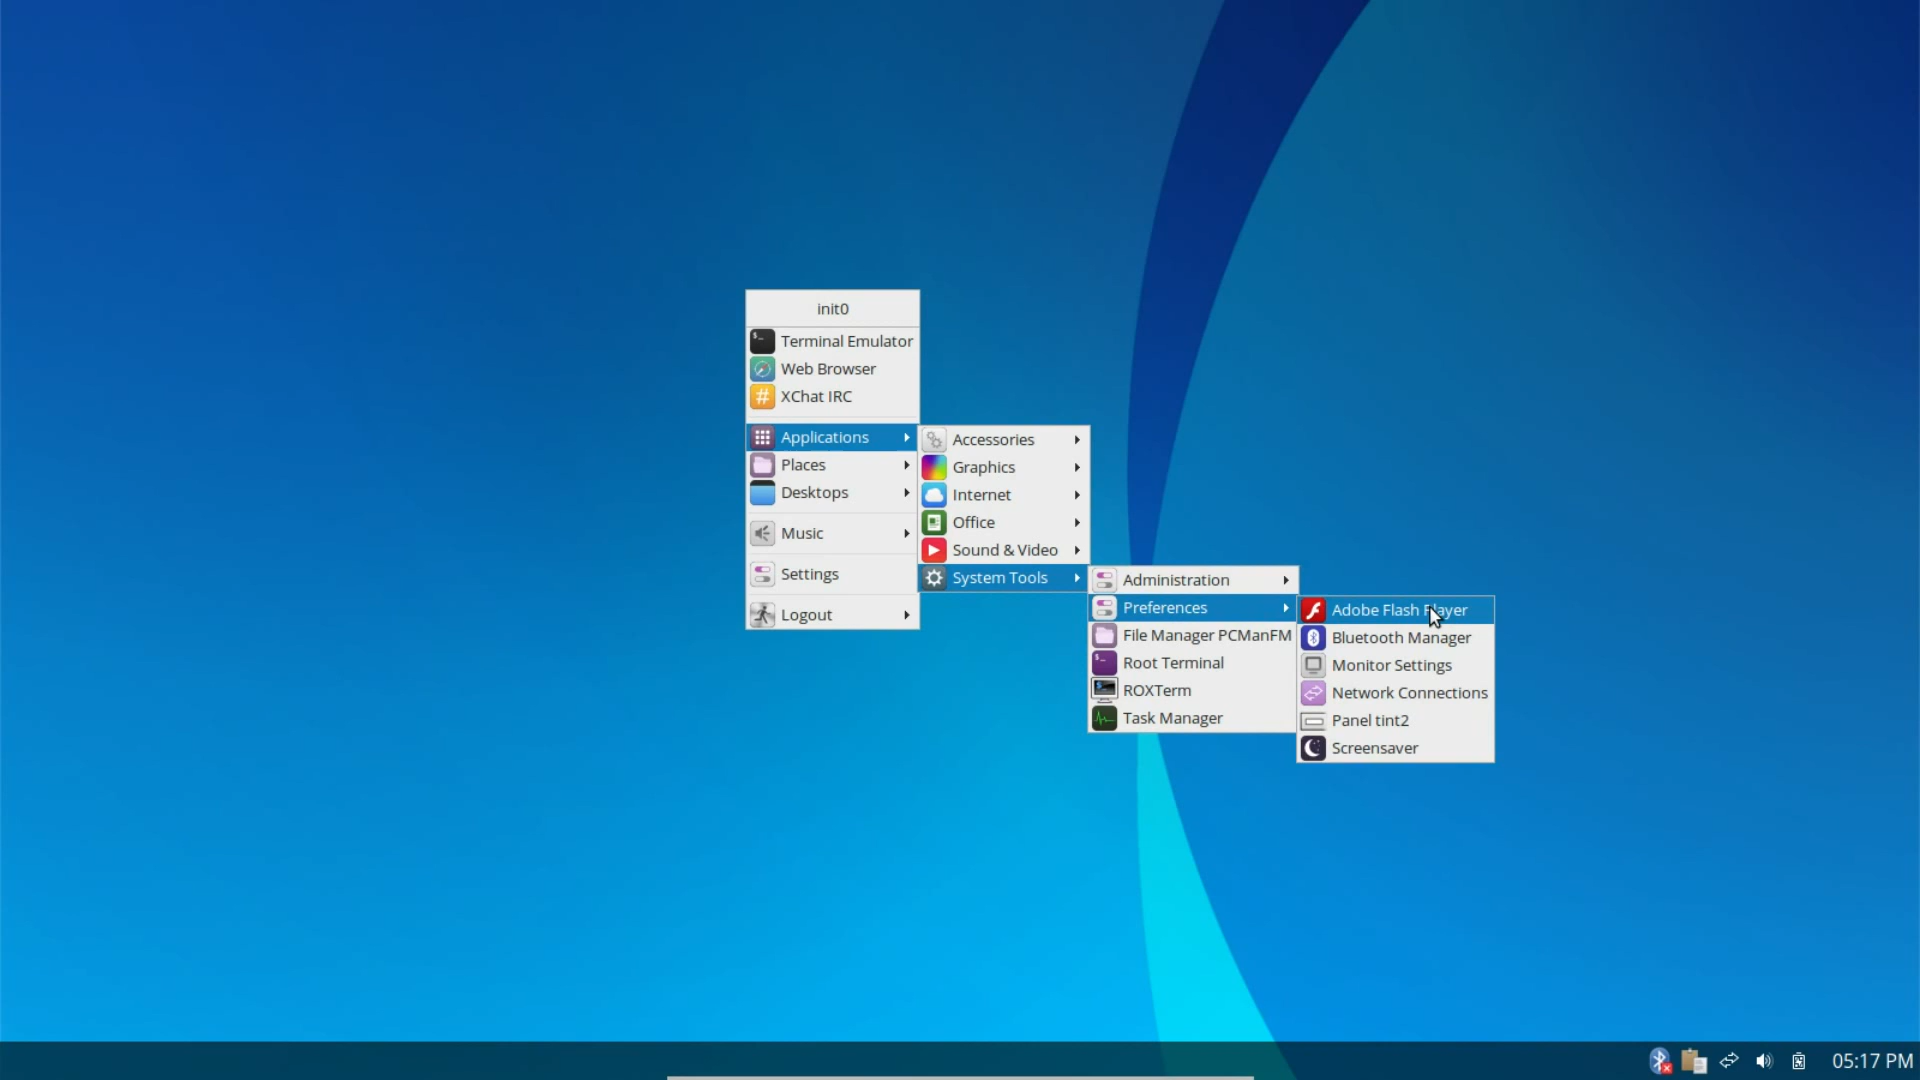 init0
Terminal Emulator
Web Browser
XChat IRC
Applications
Places
Desktops
Music
Settings
Logout
Accessories
Graphics
Internet
Office
Sound & Video
System Tools
Administration
Preferences
File Manager PCManFM
Root Terminal
ROXTerm
Task Manager
Adobe Flash Player
Bluetooth Manager
Monitor Settings
Network Connections
Panel tint2
Screensaver
05:17 PM